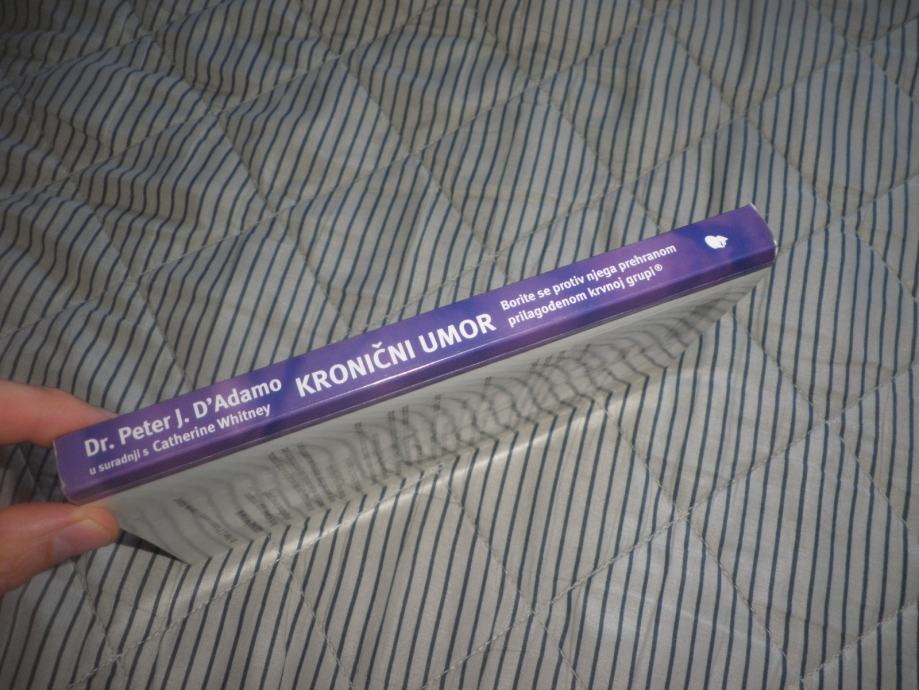 Dr. Peter J. D'Adamo
u suradnji s Catherine Whitney
KRONIČNI UMOR
Borite se protiv njega prehranom
prilagođenom krvnoj grupi®